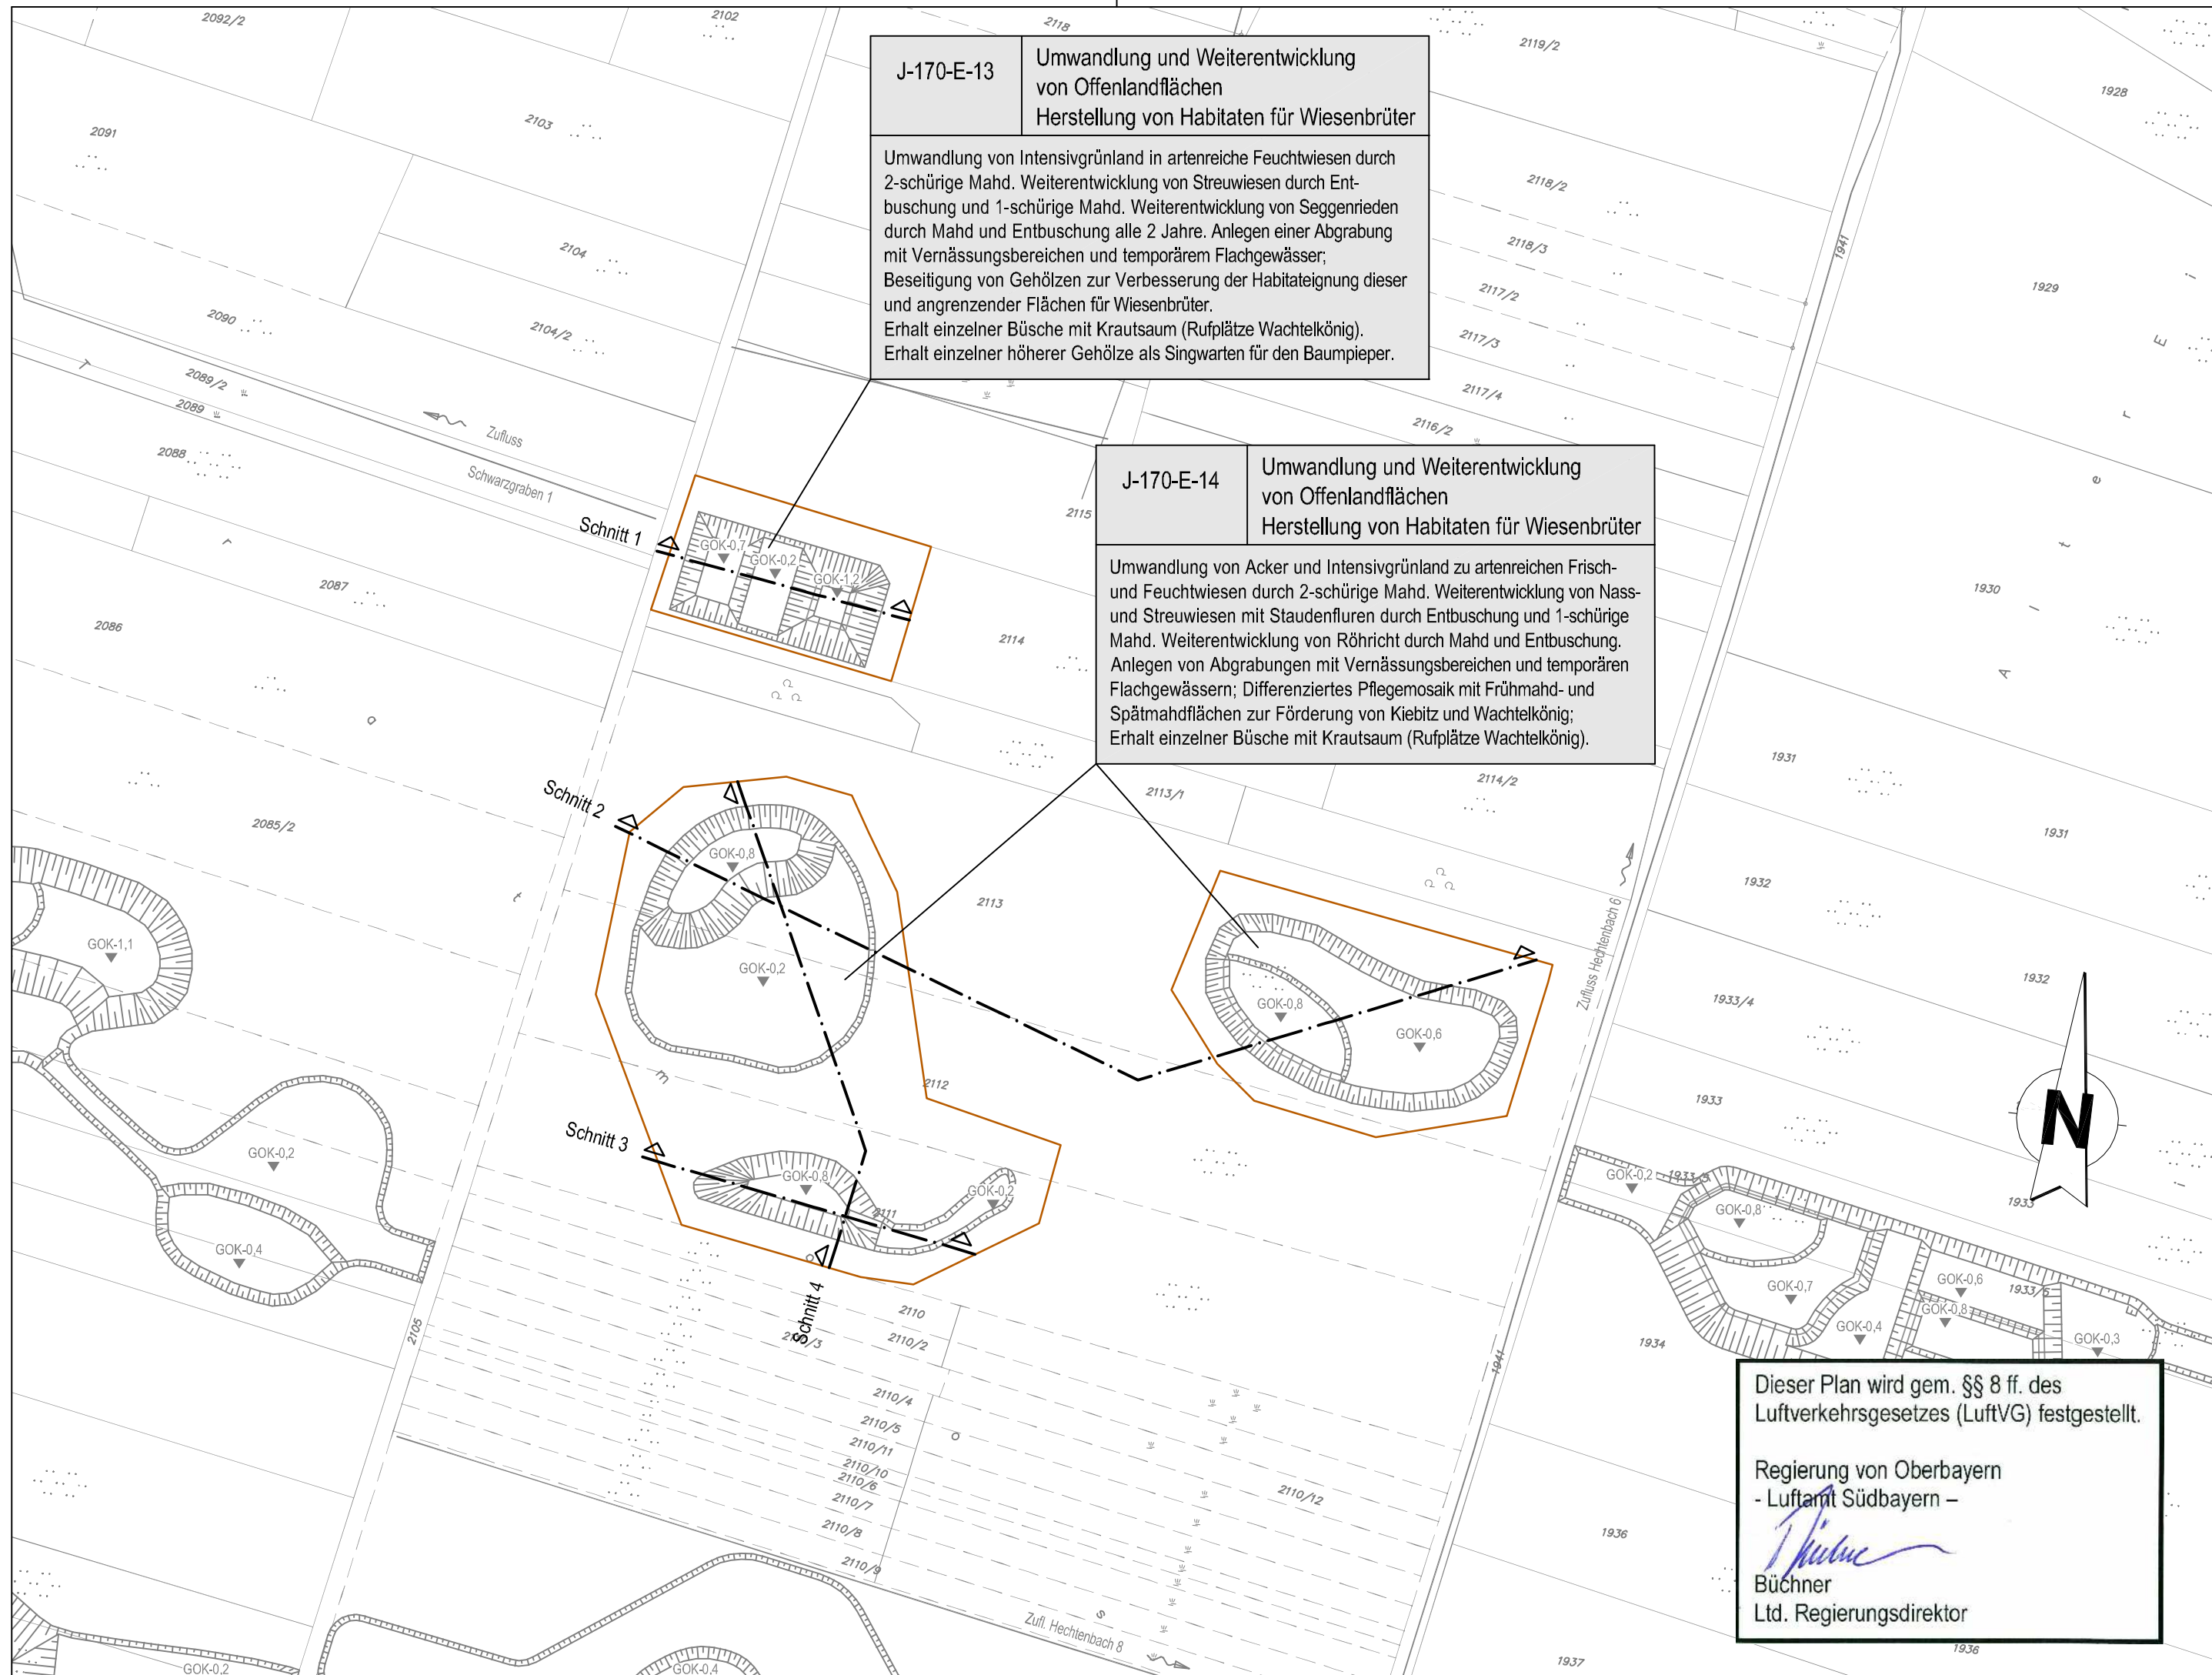 2092/2
2102
2118
2119/2
1928
2091
2103
J-170-E-13
Umwandlung und Weiterentwicklung
von Offenlandflächen
Herstellung von Habitaten für Wiesenbrüter
Umwandlung von Intensivgrünland in artenreiche Feuchtwiesen durch
2-schürige Mahd. Weiterentwicklung von Streuwiesen durch Ent-
buschung und 1-schürige Mahd. Weiterentwicklung von Seggenrieden
durch Mahd und Entbuschung alle 2 Jahre. Anlegen einer Abgrabung
mit Vernässungsbereichen und temporärem Flachgewässer;
Beseitigung von Gehölzen zur Verbesserung der Habitateignung dieser
und angrenzender Flächen für Wiesenbrüter.
Erhalt einzelner Büsche mit Krautsaum (Rufplätze Wachtelkönig).
Erhalt einzelner höherer Gehölze als Singwarten für den Baumpieper.
2118/2
2104
2118/3
1941
1929
2117/2
2090
2104/2
2117/3
2089/2
2089
2117/4
2116/2
Zufluss
Schwarzgraben 1
2088
J-170-E-14
Umwandlung und Weiterentwicklung
von Offenlandflächen
Herstellung von Habitaten für Wiesenbrüter
Umwandlung von Acker und Intensivgrünland zu artenreichen Frisch-
und Feuchtwiesen durch 2-schürige Mahd. Weiterentwicklung von Nass-
und Streuwiesen mit Staudenfluren durch Entbuschung und 1-schürige
Mahd. Weiterentwicklung von Röhricht durch Mahd und Entbuschung.
Anlegen von Abgrabungen mit Vernässungsbereichen und temporären
Flachgewässern; Differenziertes Pflegemosaik mit Frühmahd- und
Spätmahdflächen zur Förderung von Kiebitz und Wachtelkönig;
Erhalt einzelner Büsche mit Krautsaum (Rufplätze Wachtelkönig).
2115
Schnitt 1
GOK-0,7
GOK-0,2
GOK-1,2
2087
2086
2114
1930
A l t e r E i
T r a t m o o s
1931
2114/2
2113/1
Schnitt 2
2085/2
1931
GOK-0,8
1932
2113
GOK-1,1
GOK-0,2
Zufluss Hechtenbach 6
1932
1933/4
GOK-0,8
GOK-0,6
2112
1933
N
Schnitt 3
GOK-0,2
GOK-0,8
GOK-0,2
2111
GOK-0,2
1933/3
GOK-0,8
1933
GOK-0,4
GOK-0,7
GOK-0,6
1933/5
GOK-0,8
GOK-0,4
GOK-0,3
Schnitt 4
2105
2110
2110/3
2110/2
1934
1941
2110/4
2110/5
2110/11
2110/10
2110/6
2110/7
2110/8
2110/9
2110/12
1936
Zufl. Hechtenbach 8
GOK-0,2
GOK-0,4
1937
1936
Dieser Plan wird gem. §§ 8 ff. des
Luftverkehrsgesetzes (LuftVG) festgestellt.
Regierung von Oberbayern
- Luftamt Südbayern –
Büchner
Ltd. Regierungsdirektor